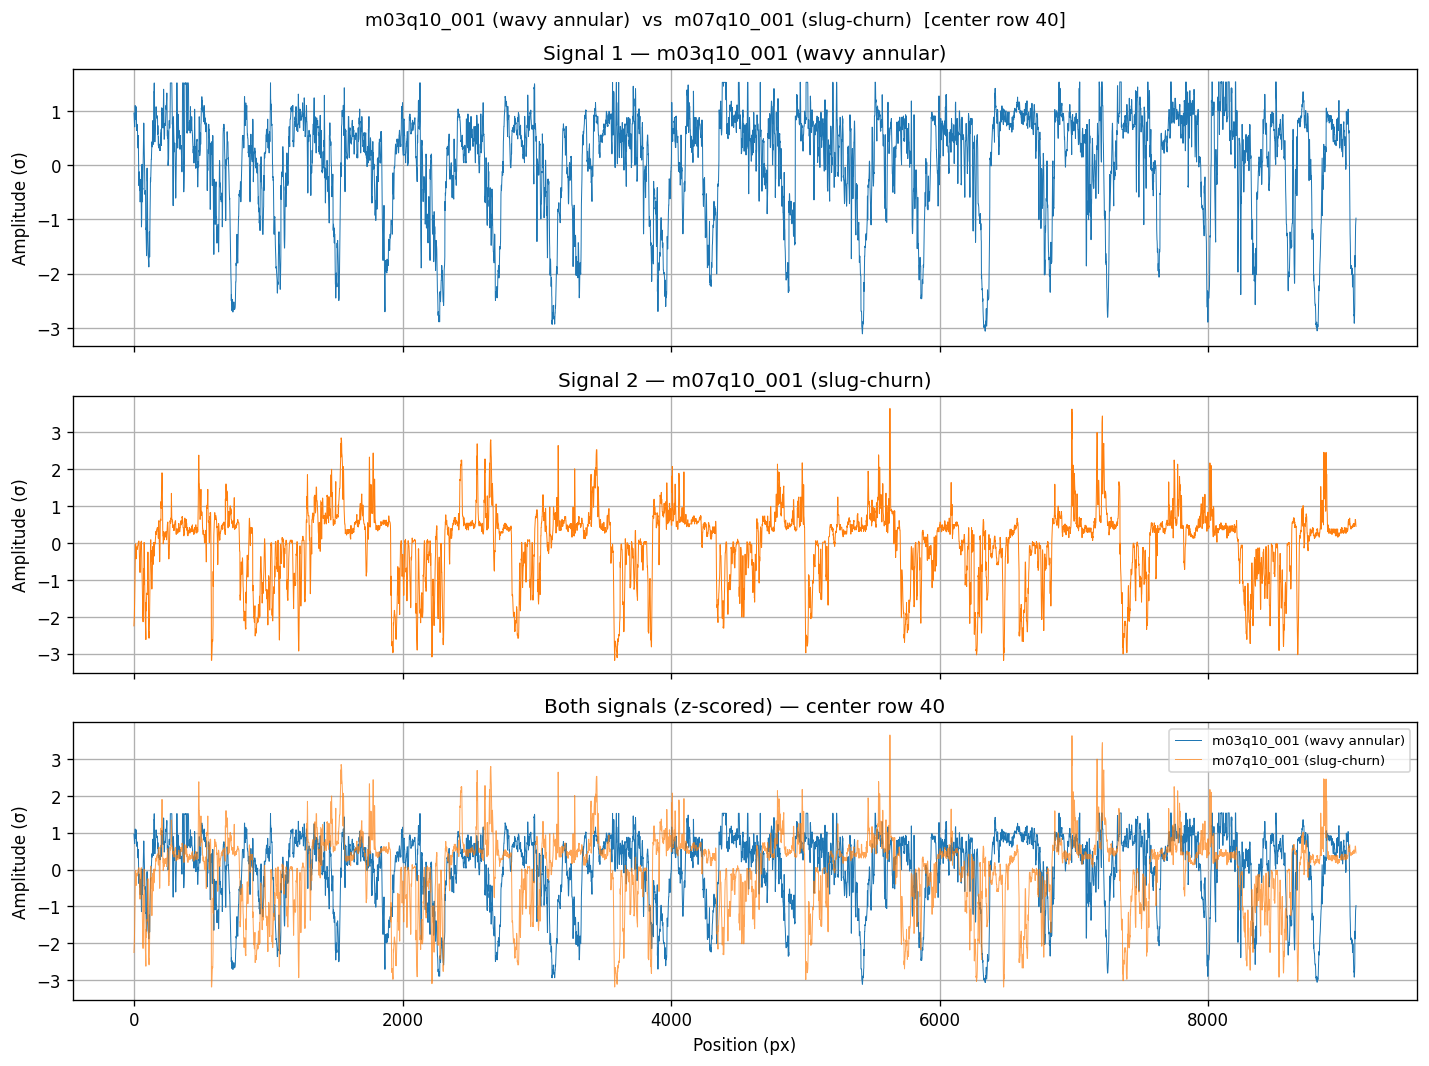 m03q10_001 (wavy annular)  vs  m07q10_001 (slug-churn)  [center row 40]
Signal 1 — m03q10_001 (wavy annular)
Amplitude (σ)
1
0
−1
−2
−3
Signal 2 — m07q10_001 (slug-churn)
Amplitude (σ)
3
2
1
0
−1
−2
−3
Both signals (z-scored) — center row 40
Amplitude (σ)
3
2
1
0
−1
−2
−3
m03q10_001 (wavy annular)
m07q10_001 (slug-churn)
0 2000 4000 6000 8000
Position (px)